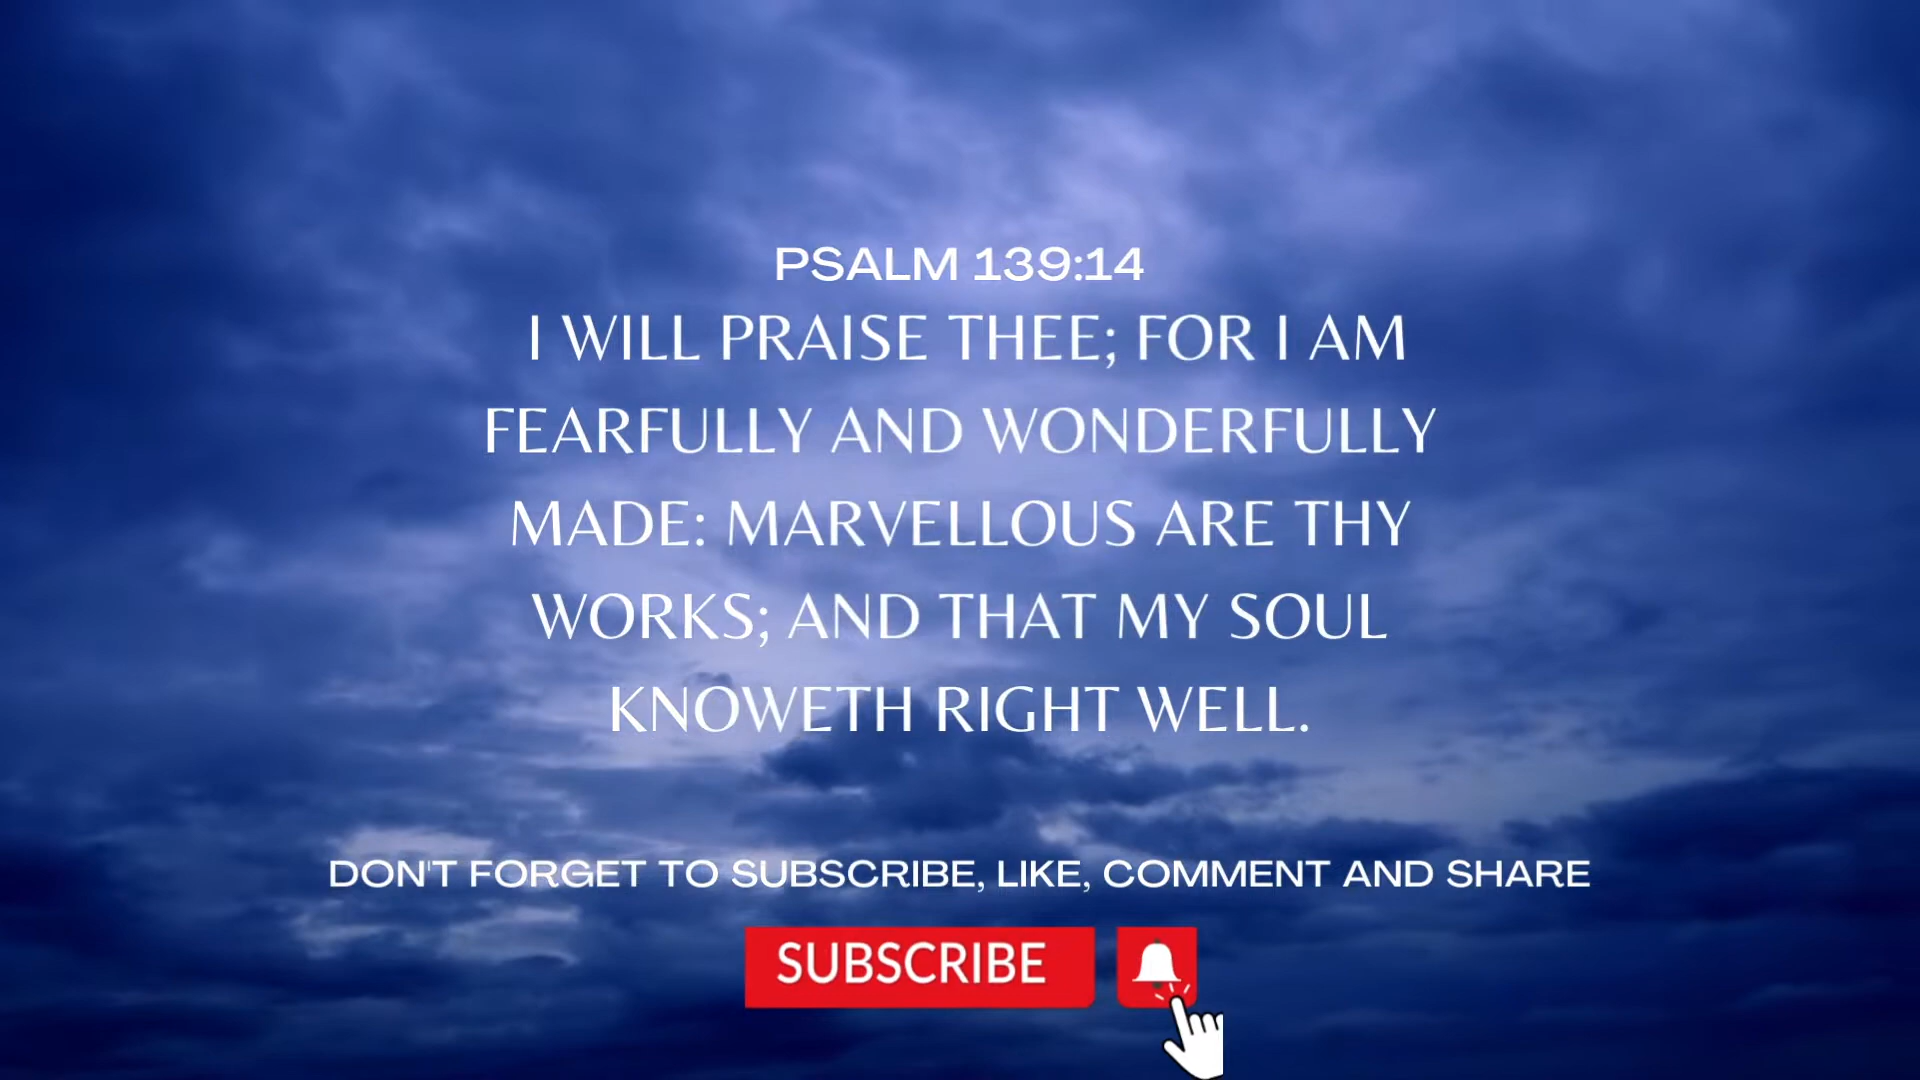 PSALM 139:14
I WILL PRAISE THEE; FOR I AM
FEARFULLY AND WONDERFULLY
MADE: MARVELLOUS ARE THY
WORKS; AND THAT MY SOUL
KNOWETH RIGHT WELL.
DON'T FORGET TO SUBSCRIBE, LIKE, COMMENT AND SHARE
SUBSCRIBE